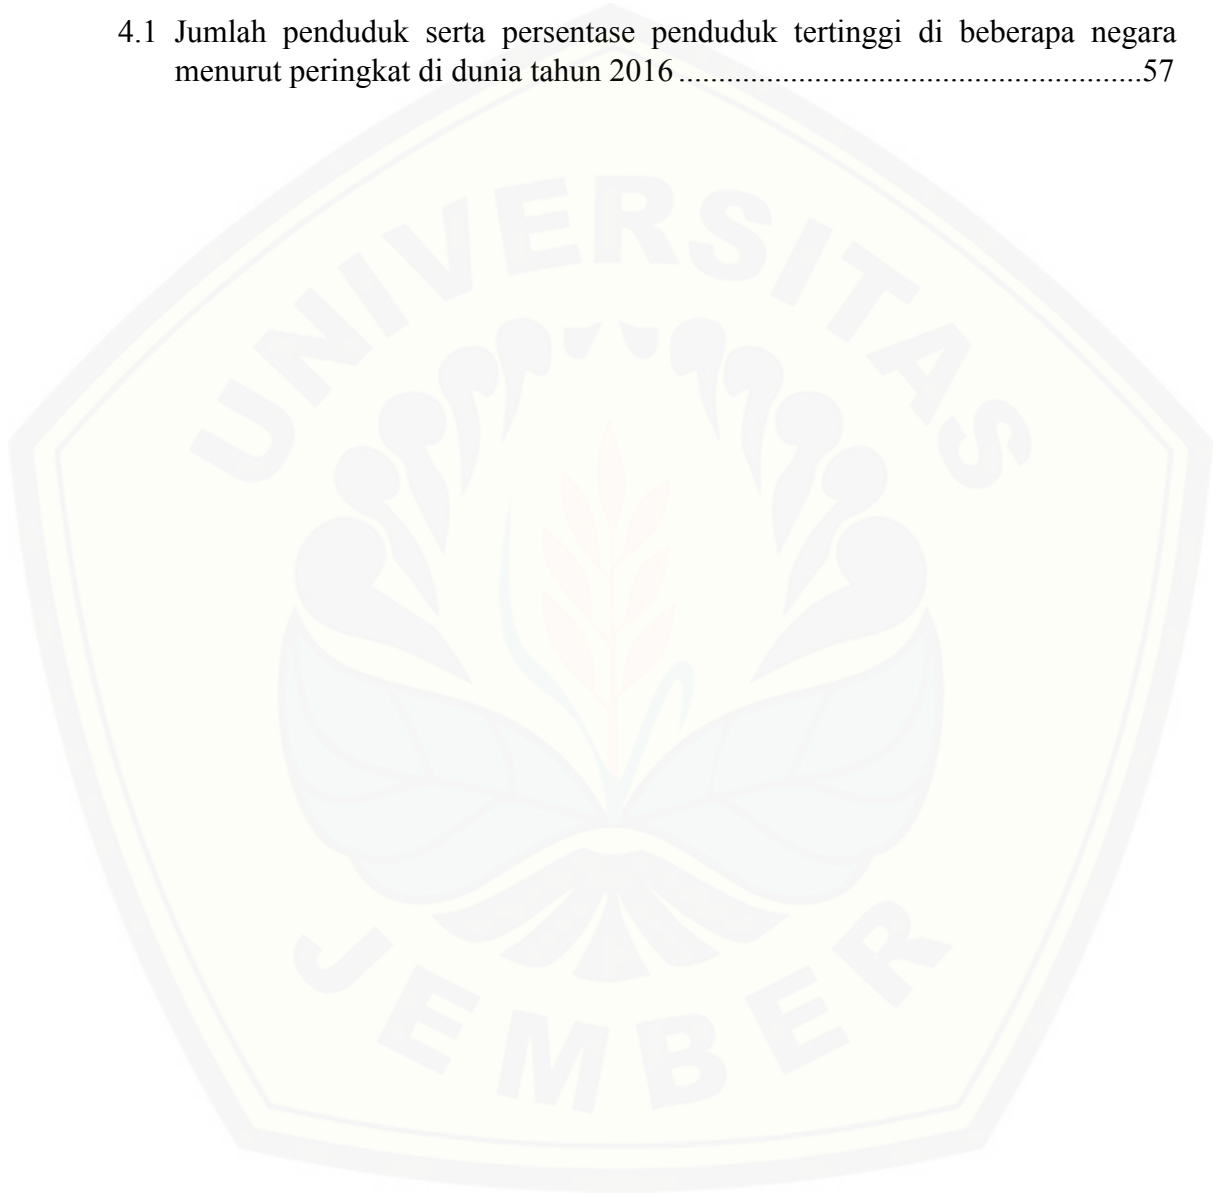 4.1 Jumlah penduduk serta persentase penduduk tertinggi di beberapa negara
menurut peringkat di dunia tahun 2016 ...........................................................57
UNIVERSITAS
JEMBER